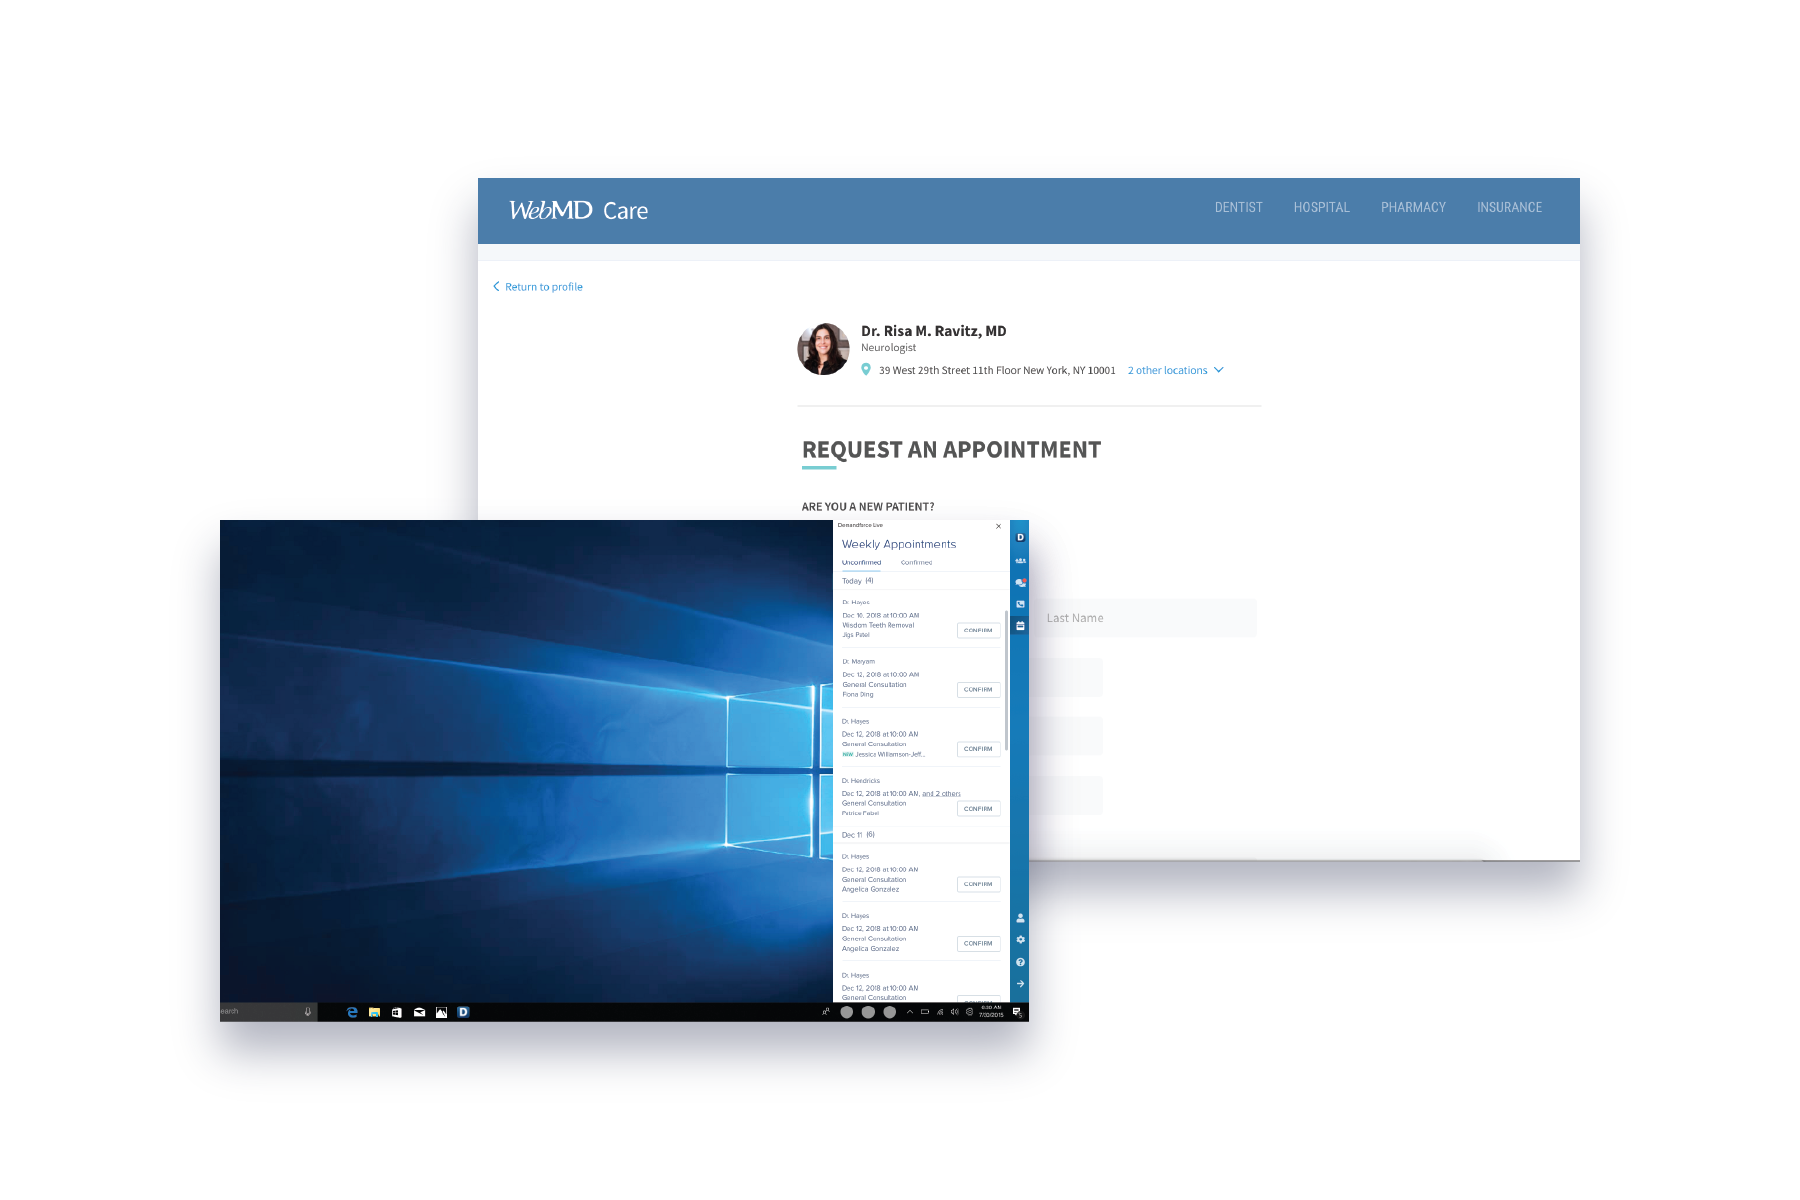 WebMD Care
DENTIST HOSPITAL PHARMACY INSURANCE
Return to profile
Dr. Risa M. Ravitz, MD
Neurologist
39 West 29th Street 11th Floor New York, NY 10001 2 other locations
REQUEST AN APPOINTMENT
ARE YOU A NEW PATIENT?
Last Name
Demandforce Live
Weekly Appointments
Unconfirmed Confirmed
Today (4)
Dr. Hayes
Dec 10, 2018 at 10:00 AM
Wisdom Teeth Removal
Jigs Patel
CONFIRM
Dr. Maryam
Dec 12, 2018 at 10:00 AM
General Consultation
Fiona Ding
CONFIRM
Dr. Hayes
Dec 12, 2018 at 10:00 AM
General Consultation
NEW Jessica Williamson-Jeff...
CONFIRM
Dr. Hendricks
Dec 12, 2018 at 10:00 AM, and 2 others
General Consultation
CONFIRM
Dec 11 (6)
Dr. Hayes
Dec 12, 2018 at 10:00 AM
General Consultation
Angelica Gonzalez
CONFIRM
Dr. Hayes
Dec 12, 2018 at 10:00 AM
General Consultation
Angelica Gonzalez
CONFIRM
Dr. Hayes
Dec 12, 2018 at 10:00 AM
General Consultation
CONFIRM
D
earch
D
6:30 AM
7/30/2015